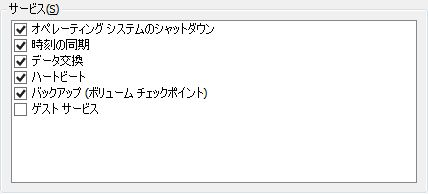 サービス(S)
オペレーティング システムのシャットダウン
時刻の同期
データ交換
ハートビート
バックアップ (ボリューム チェックポイント)
ゲスト サービス